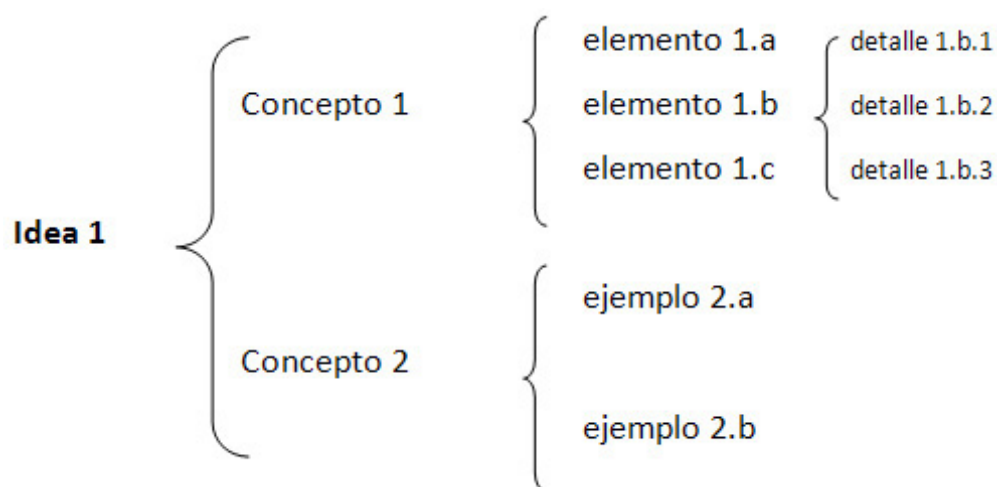 Idea 1
Concepto 1
elemento 1.a
elemento 1.b
elemento 1.c
detalle 1.b.1
detalle 1.b.2
detalle 1.b.3
Concepto 2
ejemplo 2.a
ejemplo 2.b